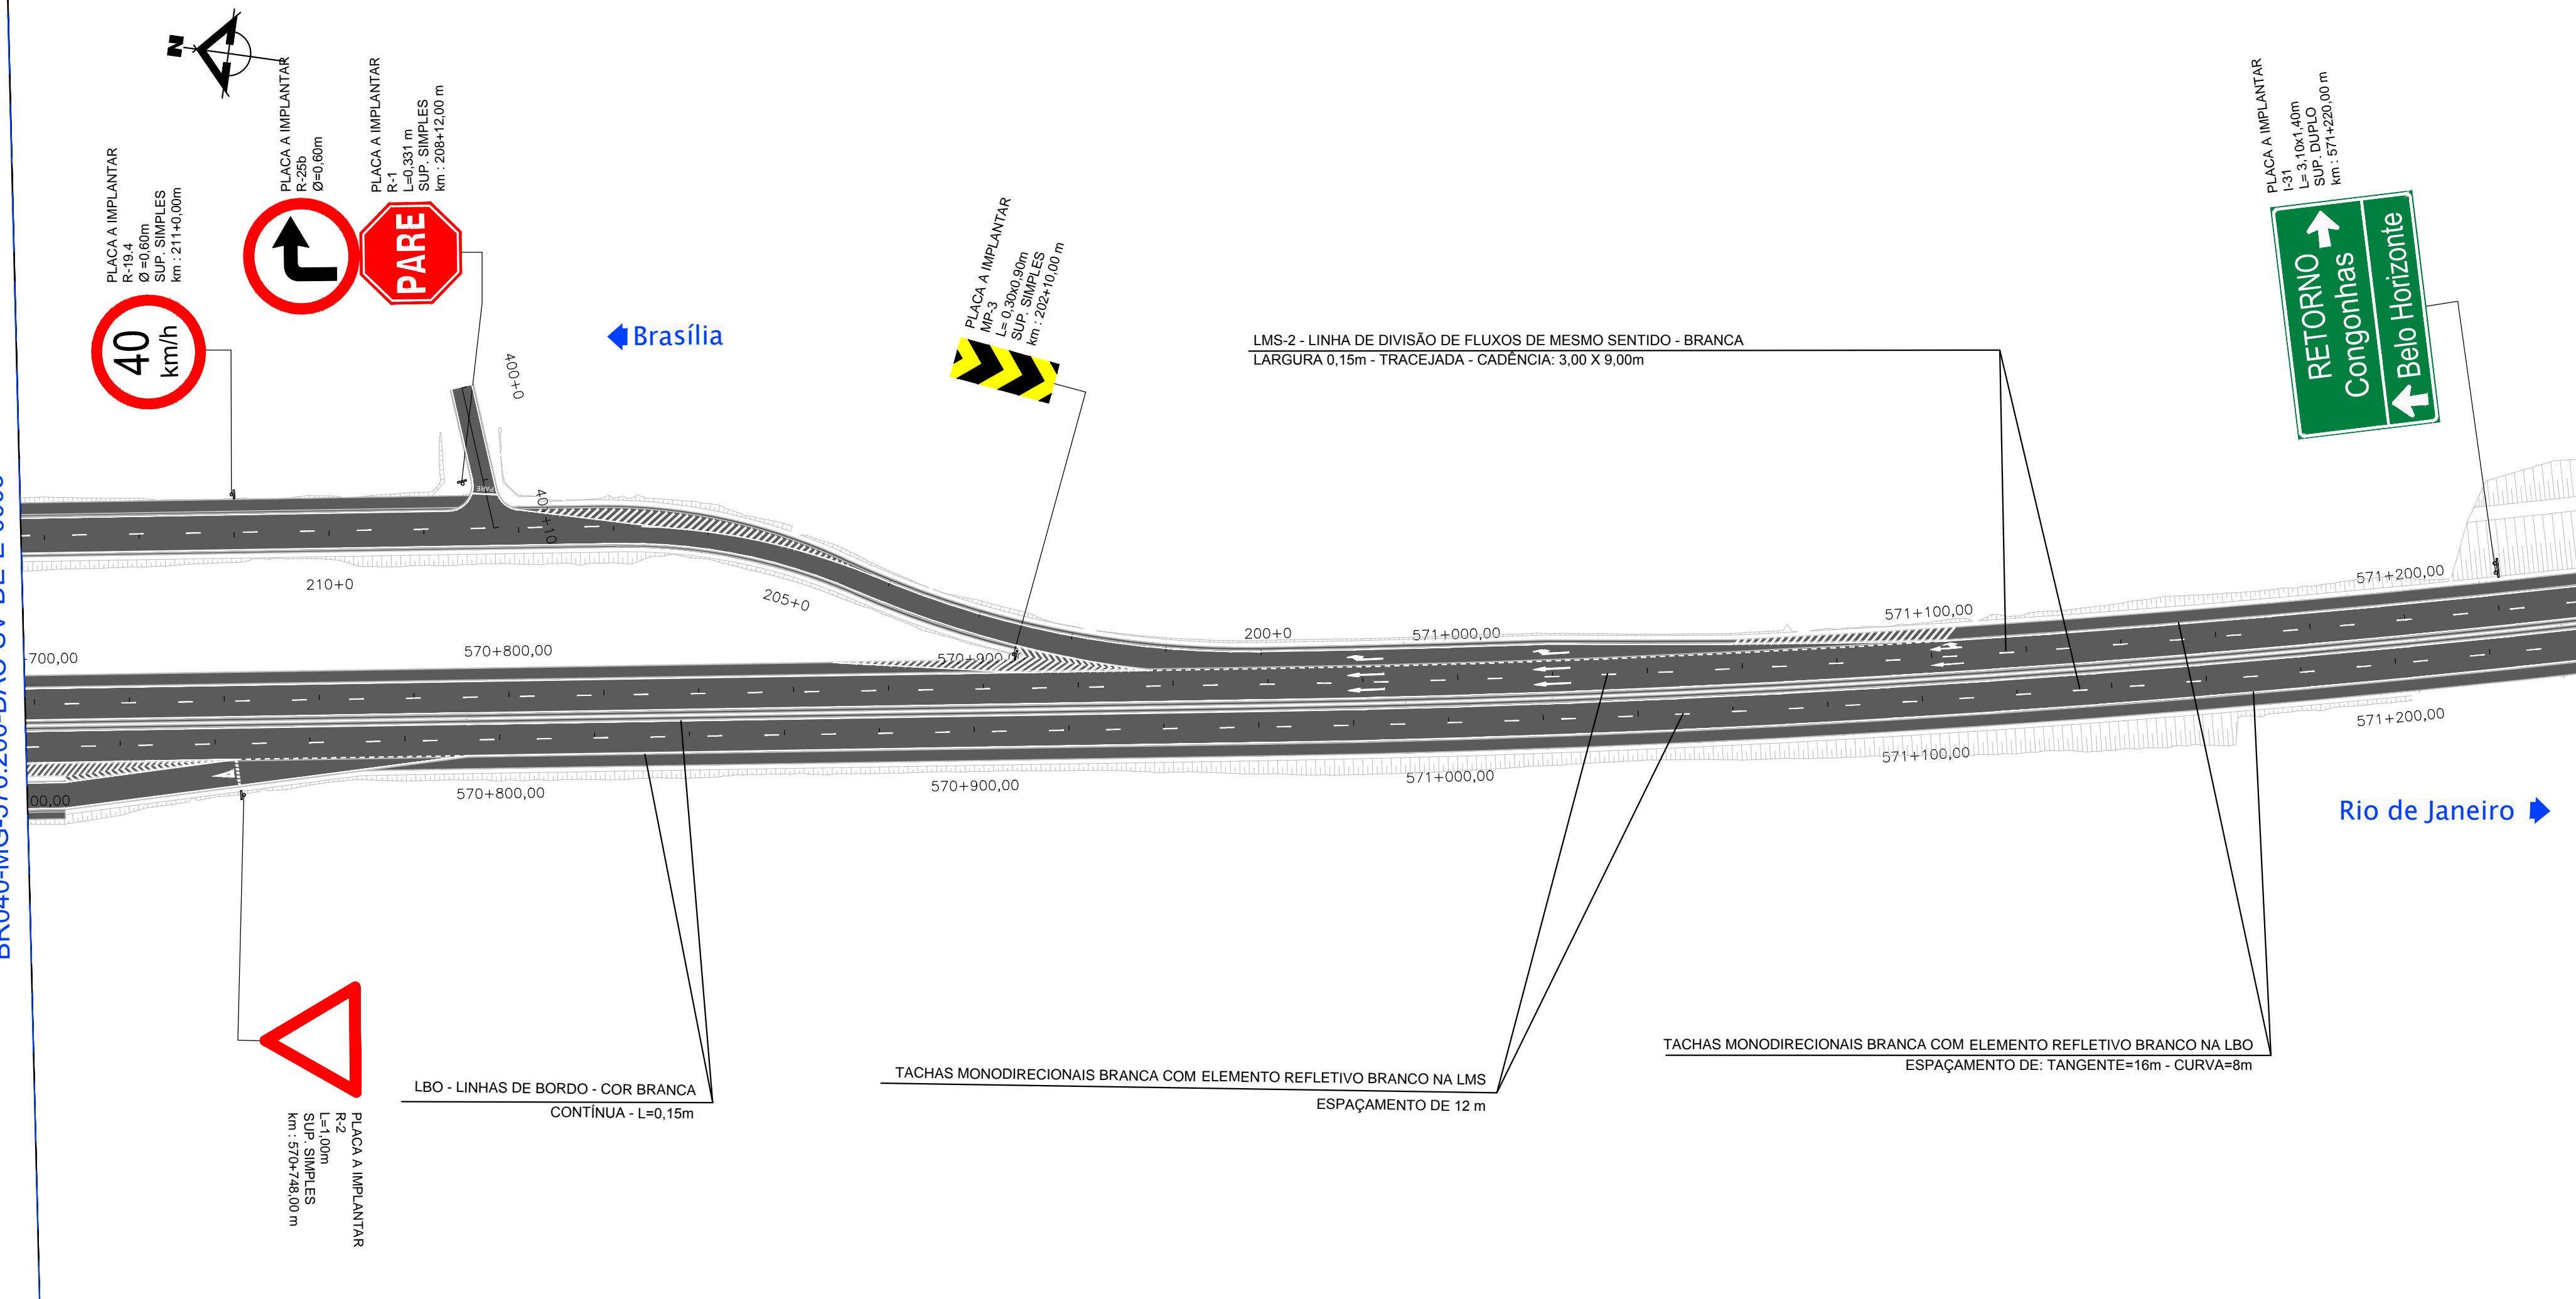 N
PLACA A IMPLANTAR
R-19.4
Ø =0,60m
SUP. SIMPLES
km : 211+0,00m
40
km/h
PLACA A IMPLANTAR
R-25b
Ø=0,60m
PLACA A IMPLANTAR
R-1
L=0,331 m
SUP. SIMPLES
km : 208+12,00 m
PARE
Brasília
400+0
PARE
210+0
205+0
PLACA A IMPLANTAR
MP-3
L= 0,30x0,90m
SUP. SIMPLES
km : 202+10,00 m
LMS-2 - LINHA DE DIVISÃO DE FLUXOS DE MESMO SENTIDO - BRANCA
LARGURA 0,15m - TRACEJADA - CADÊNCIA: 3,00 X 9,00m
PLACA A IMPLANTAR
I-31
L= 3,10x1,40m
SUP. DUPLO
km : 571+220,00 m
RETORNO
Congonhas
Belo Horizonte
700,00
570+800,00
570+900,00
200+0
571+000,00
571+100,00
571+200,00
00,00
570+800,00
570+900,00
571+000,00
571+100,00
571+200,00
Rio de Janeiro
PLACA A IMPLANTAR
R-2
L=1,00m
SUP. SIMPLES
km : 570+748,00 m
LBO - LINHAS DE BORDO - COR BRANCA
CONTÍNUA - L=0,15m
TACHAS MONODIRECIONAIS BRANCA COM ELEMENTO REFLETIVO BRANCO NA LMS
ESPAÇAMENTO DE 12 m
TACHAS MONODIRECIONAIS BRANCA COM ELEMENTO REFLETIVO BRANCO NA LBO
ESPAÇAMENTO DE: TANGENTE=16m - CURVA=8m